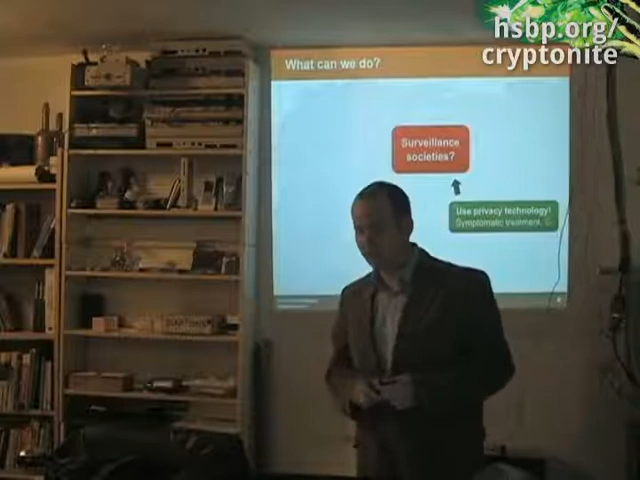 hsbp.org/
cryptonite
What can we do?
Surveillance
societies?
Use privacy technology!
Symptomatic treatment.